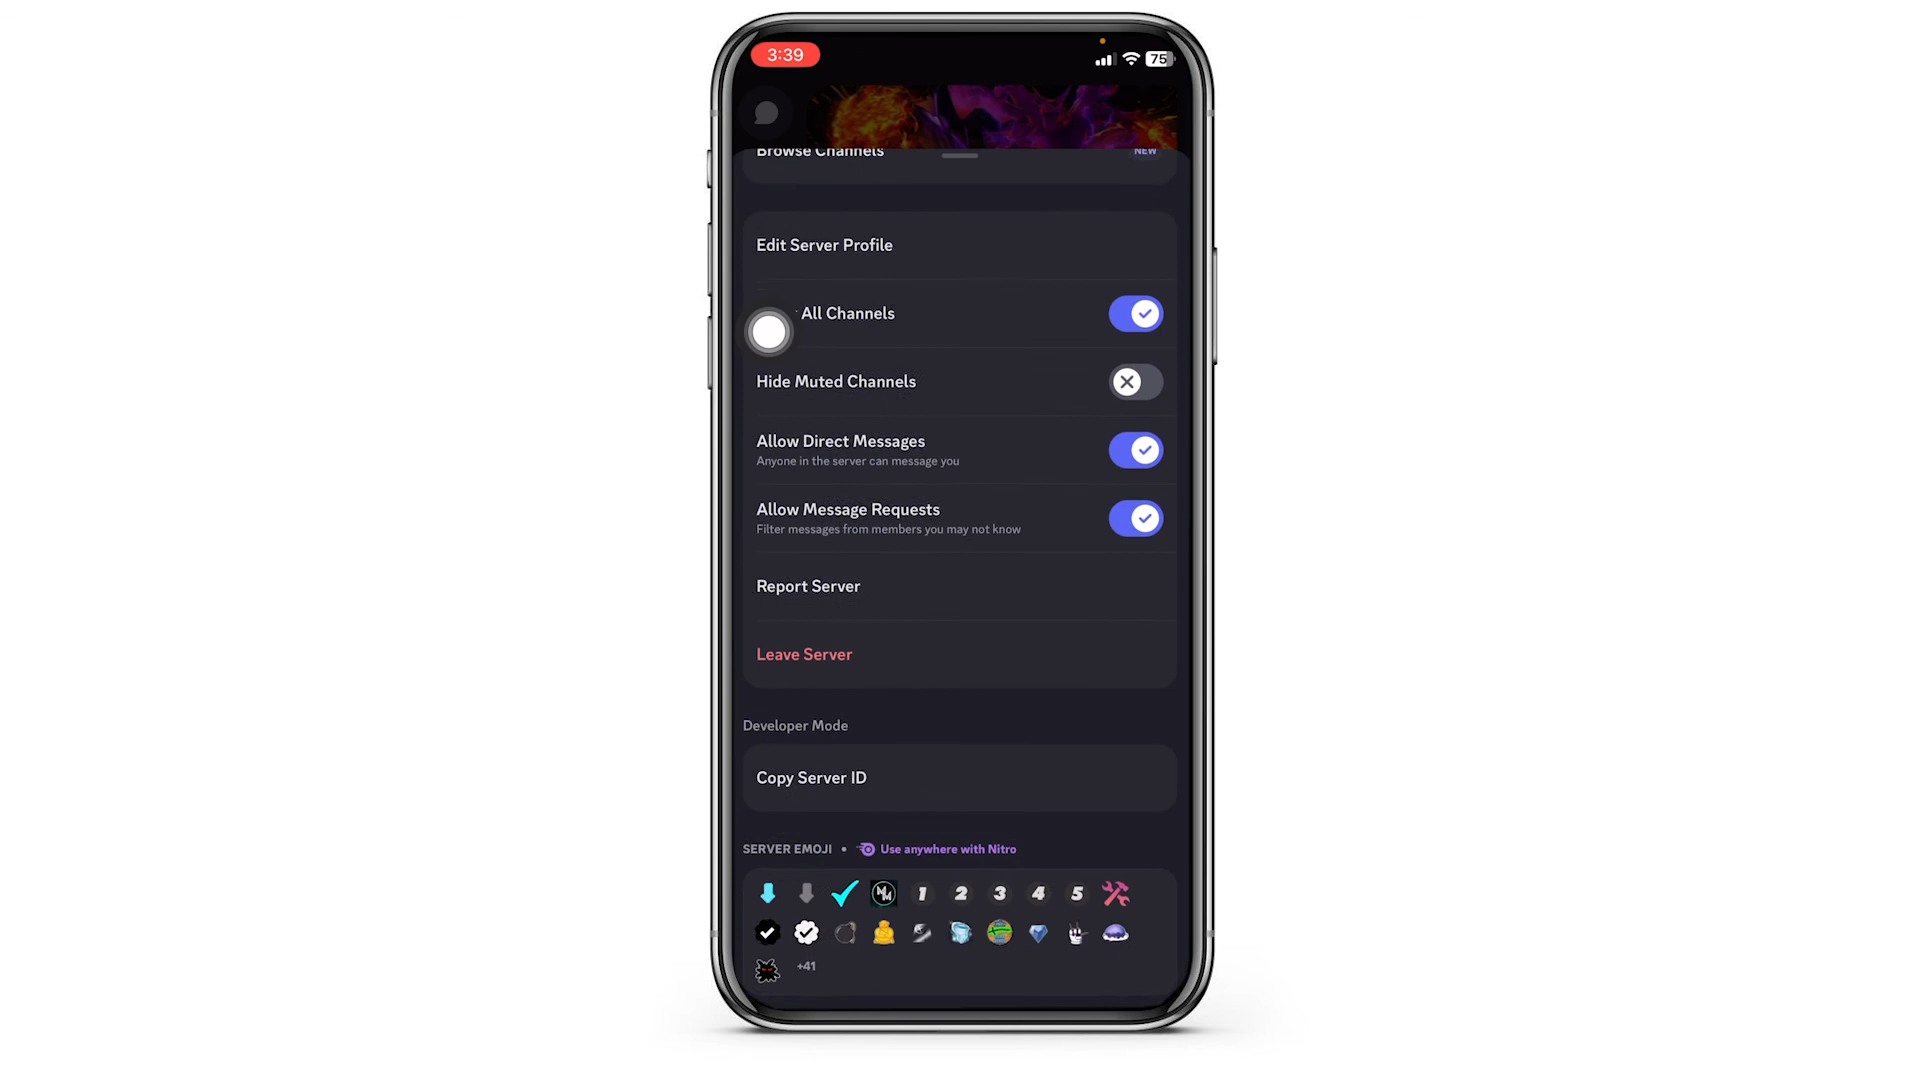 3:39
75
Browse Channels
NEW
Edit Server Profile
All Channels
Hide Muted Channels
Allow Direct Messages
Anyone in the server can message you
Allow Message Requests
Filter messages from members you may not know
Report Server
Leave Server
Developer Mode
Copy Server ID
SERVER EMOJI • Use anywhere with Nitro
1 2 3 4 5
+41